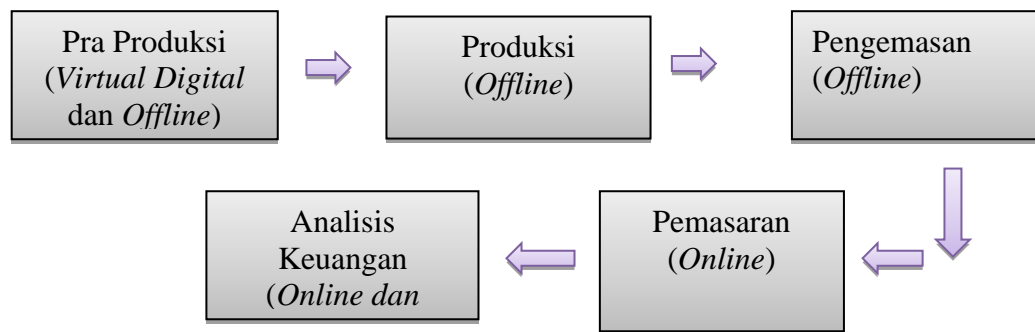 Pra Produksi
(Virtual Digital
dan Offline)
Produksi
(Offline)
Pengemasan
(Offline)
Pemasaran
(Online)
Analisis
Keuangan
(Online dan